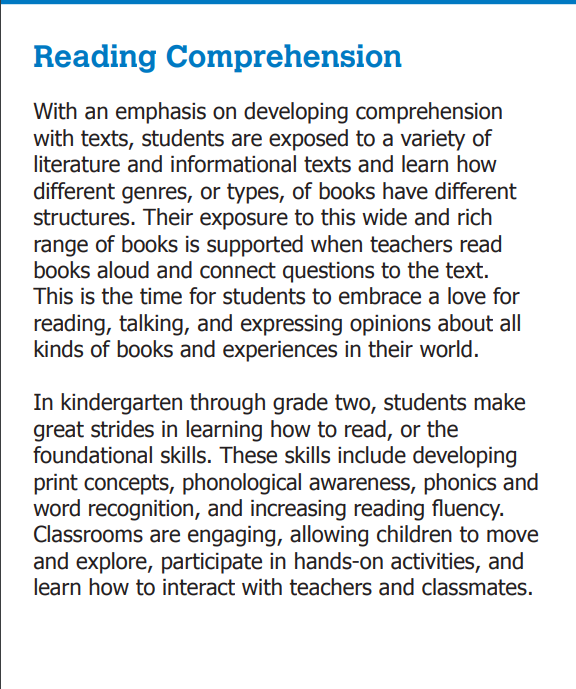 Reading Comprehension
With an emphasis on developing comprehension
with texts, students are exposed to a variety of
literature and informational texts and learn how
different genres, or types, of books have different
structures. Their exposure to this wide and rich
range of books is supported when teachers read
books aloud and connect questions to the text.
This is the time for students to embrace a love for
reading, talking, and expressing opinions about all
kinds of books and experiences in their world.
In kindergarten through grade two, students make
great strides in learning how to read, or the
foundational skills. These skills include developing
print concepts, phonological awareness, phonics and
word recognition, and increasing reading fluency.
Classrooms are engaging, allowing children to move
and explore, participate in hands-on activities, and
learn how to interact with teachers and classmates.